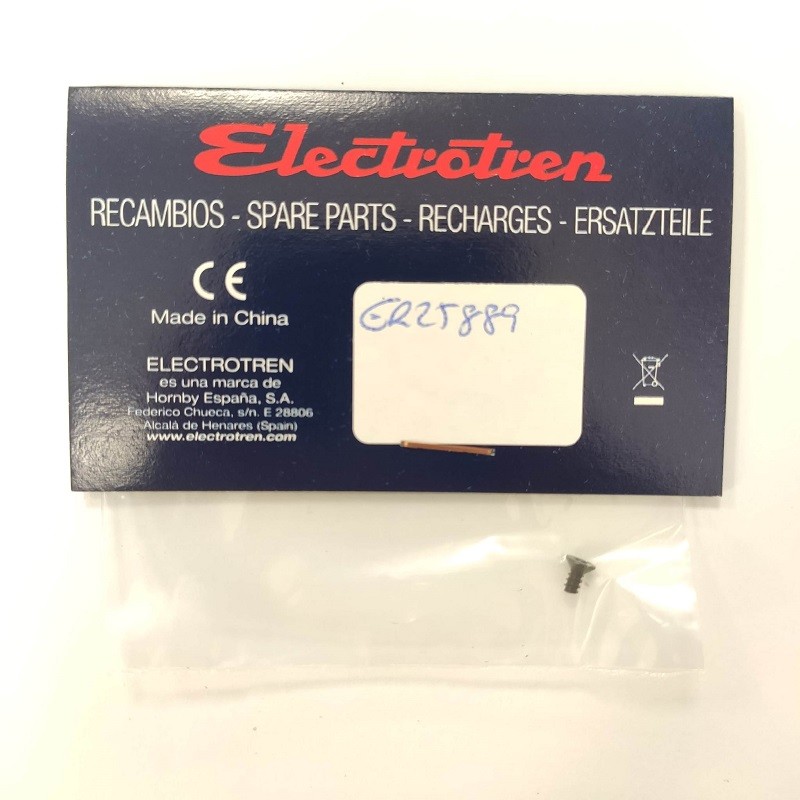 Electrotren
RECAMBIOS - SPARE PARTS - RECHARGES - ERSATZTEILE
CE
Made in China
ER25889
ELECTROTREN
es una marca de
Hornby España, S.A.
Federico Chueca, s/n. E 28806
Alcalá de Henares (Spain)
www.electrotren.com